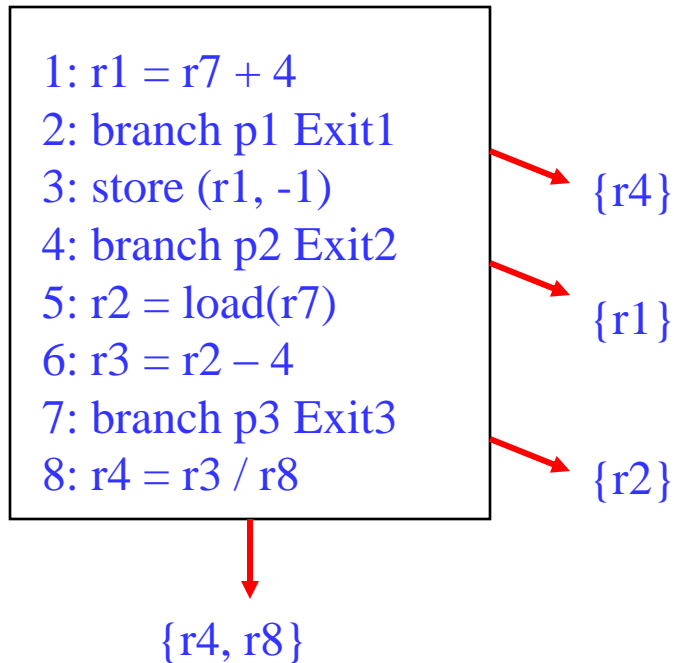 1: r1 = r7 + 4
2: branch p1 Exit1
3: store (r1, -1)
{r4}
4: branch p2 Exit2
5: r2 = load(r7)
{r1}
6: r3 = r2 – 4
7: branch p3 Exit3
8: r4 = r3 / r8
{r2}
{r4, r8}